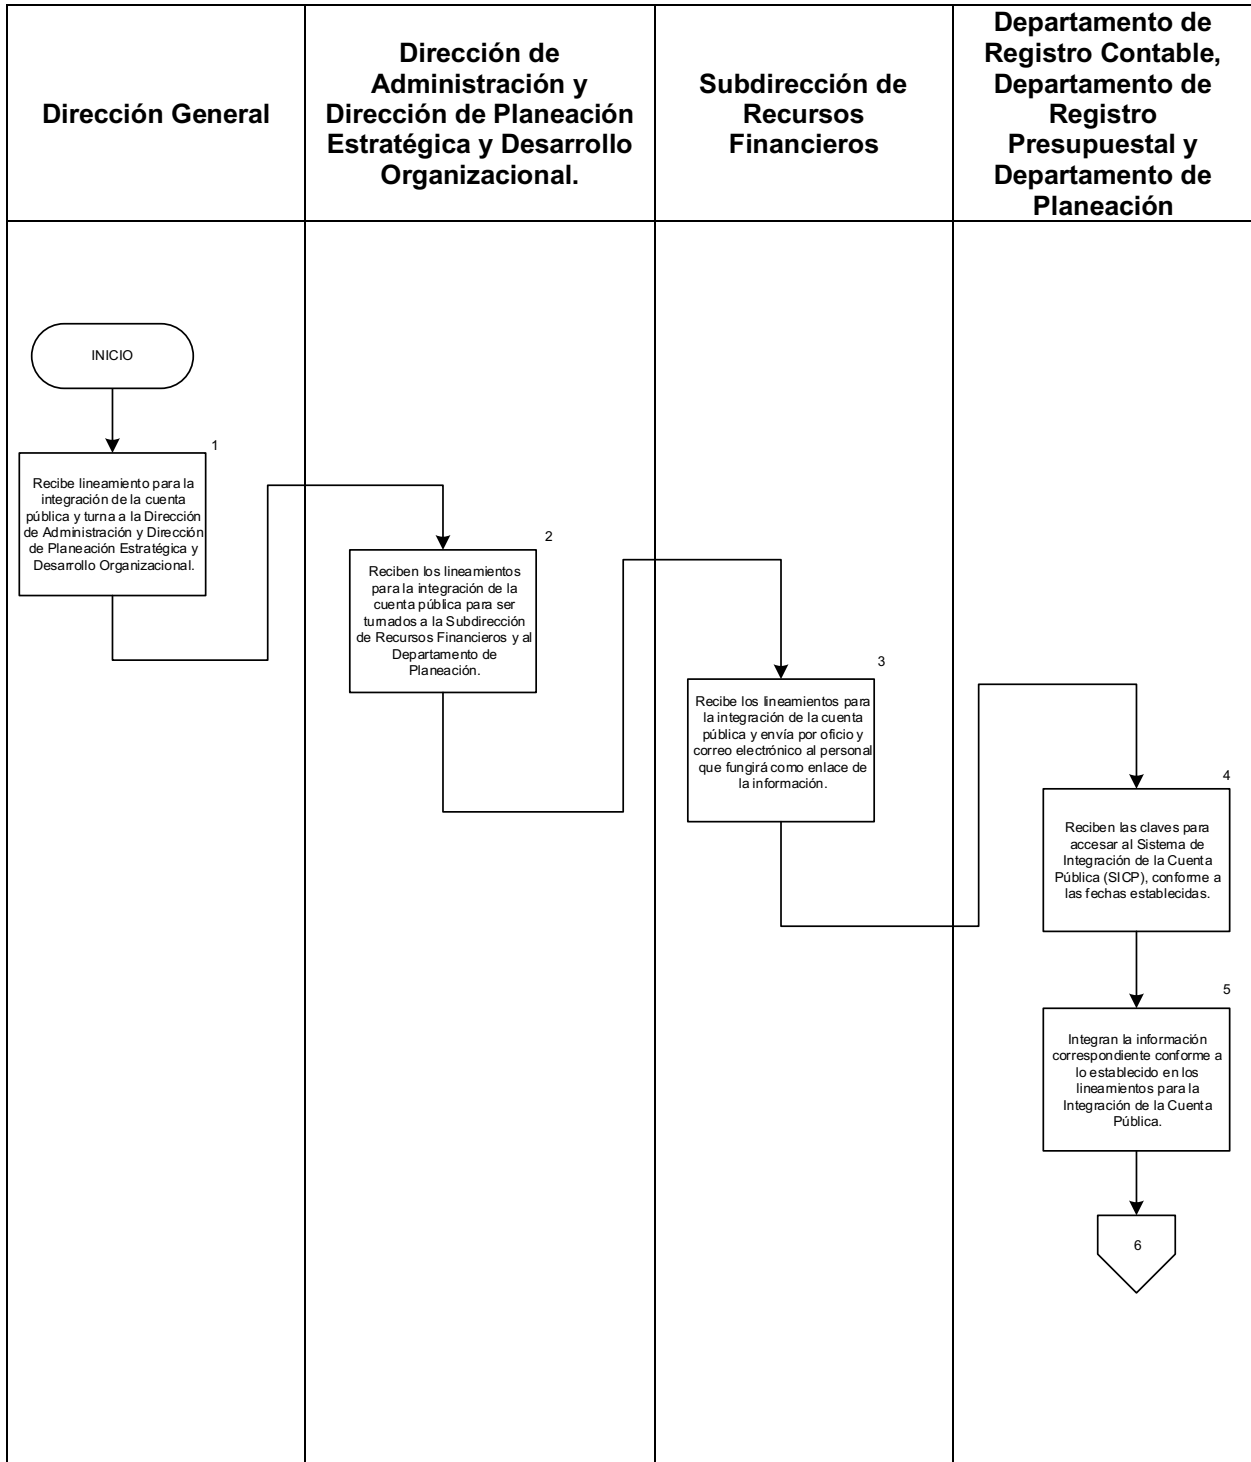 Dirección General
Dirección de
Administración y
Dirección de Planeación
Estratégica y Desarrollo
Organizacional.
Subdirección de
Recursos
Financieros
Departamento de
Registro Contable,
Departamento de
Registro
Presupuestal y
Departamento de
Planeación
INICIO
1
Recibe lineamiento para la
integración de la cuenta
pública y turna a la Dirección
de Administración y Dirección
de Planeación Estratégica y
Desarrollo Organizacional.
2
Reciben los lineamientos
para la integración de la
cuenta pública para ser
turnados a la Subdirección
de Recursos Financieros y al
Departamento de
Planeación.
3
Recibe los lineamientos para
la integración de la cuenta
pública y envía por oficio y
correo electrónico al personal
que fungirá como enlace de
la información.
4
Reciben las claves para
accesar al Sistema de
Integración de la Cuenta
Pública (SICP), conforme a
las fechas establecidas.
5
Integran la información
correspondiente conforme a
lo establecido en los
lineamientos para la
Integración de la Cuenta
Pública.
6